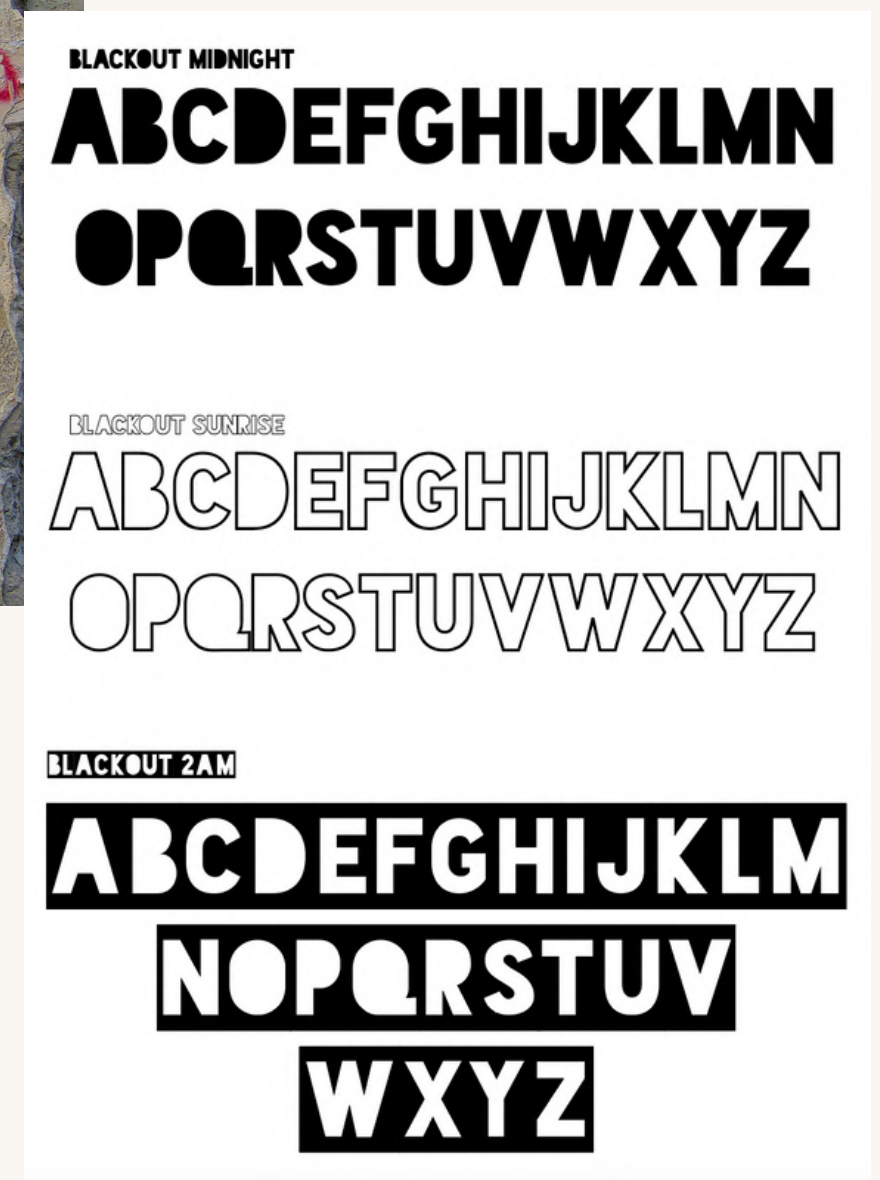 BLACKOUT MIDNIGHT
ABCDEFGHIJKLMN
OPQRSTUVWXYZ
BLACKOUT SUNRISE
ABCDEFGHIJKLMN
OPQRSTUVWXYZ
BLACKOUT 2AM
ABCDEFGHIJKLM
NOPQRSTUV
WXYZ